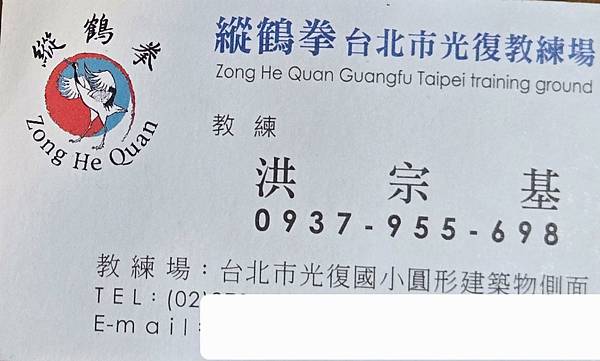 縱鶴拳
Zong He Quan
縱鶴拳 台北市光復教練場
Zong He Quan Guangfu Taipei training ground
教 練
洪 宗 基
0937-955-698
教 練 場：台北市光復國小圓形建築物側面
TEL：(02)
E-mail：